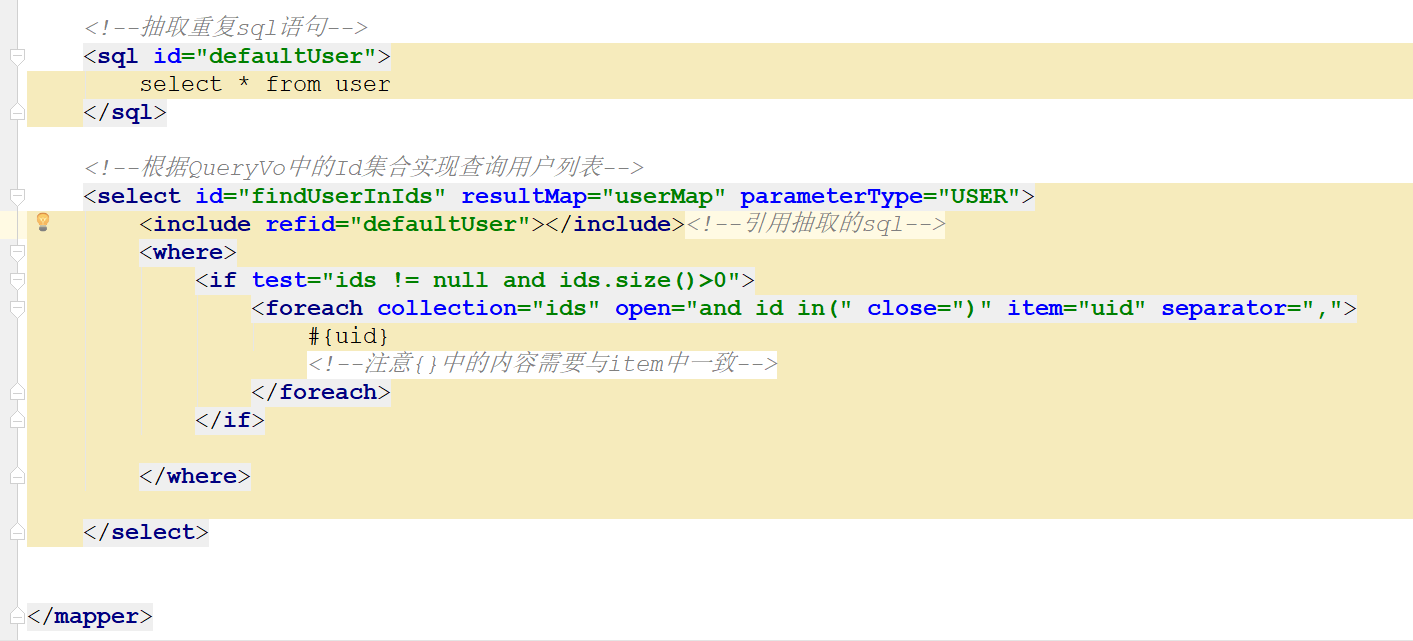 <!--抽取重复sql语句-->
<sql id="defaultUser">
select * from user
</sql>
<!--根据QueryVo中的Id集合实现查询用户列表-->
<select id="findUserInIds" resultMap="userMap" parameterType="USER">
<include refid="defaultUser"></include><!--引用抽取的sql-->
<where>
<if test="ids != null and ids.size()>0">
<foreach collection="ids" open="and id in(" close=")" item="uid" separator=",">
#{uid}
<!--注意{}中的内容需要与item中一致-->
</foreach>
</if>
</where>
</select>
</mapper>